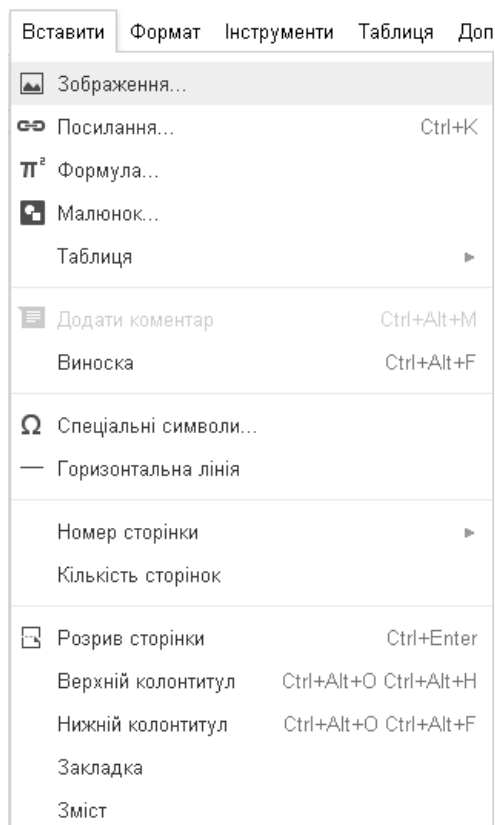 Вставити Формат Інструменти Таблиця Доп
Зображення...
Посилання... Ctrl+K
π² Формула...
Малюнок...
Таблиця
Додати коментар Ctrl+Alt+M
Виноска Ctrl+Alt+F
Ω Спеціальні символи...
Горизонтальна лінія
Номер сторінки
Кількість сторінок
Розрив сторінки Ctrl+Enter
Верхній колонтитул Ctrl+Alt+O Ctrl+Alt+H
Нижній колонтитул Ctrl+Alt+O Ctrl+Alt+F
Закладка
Зміст